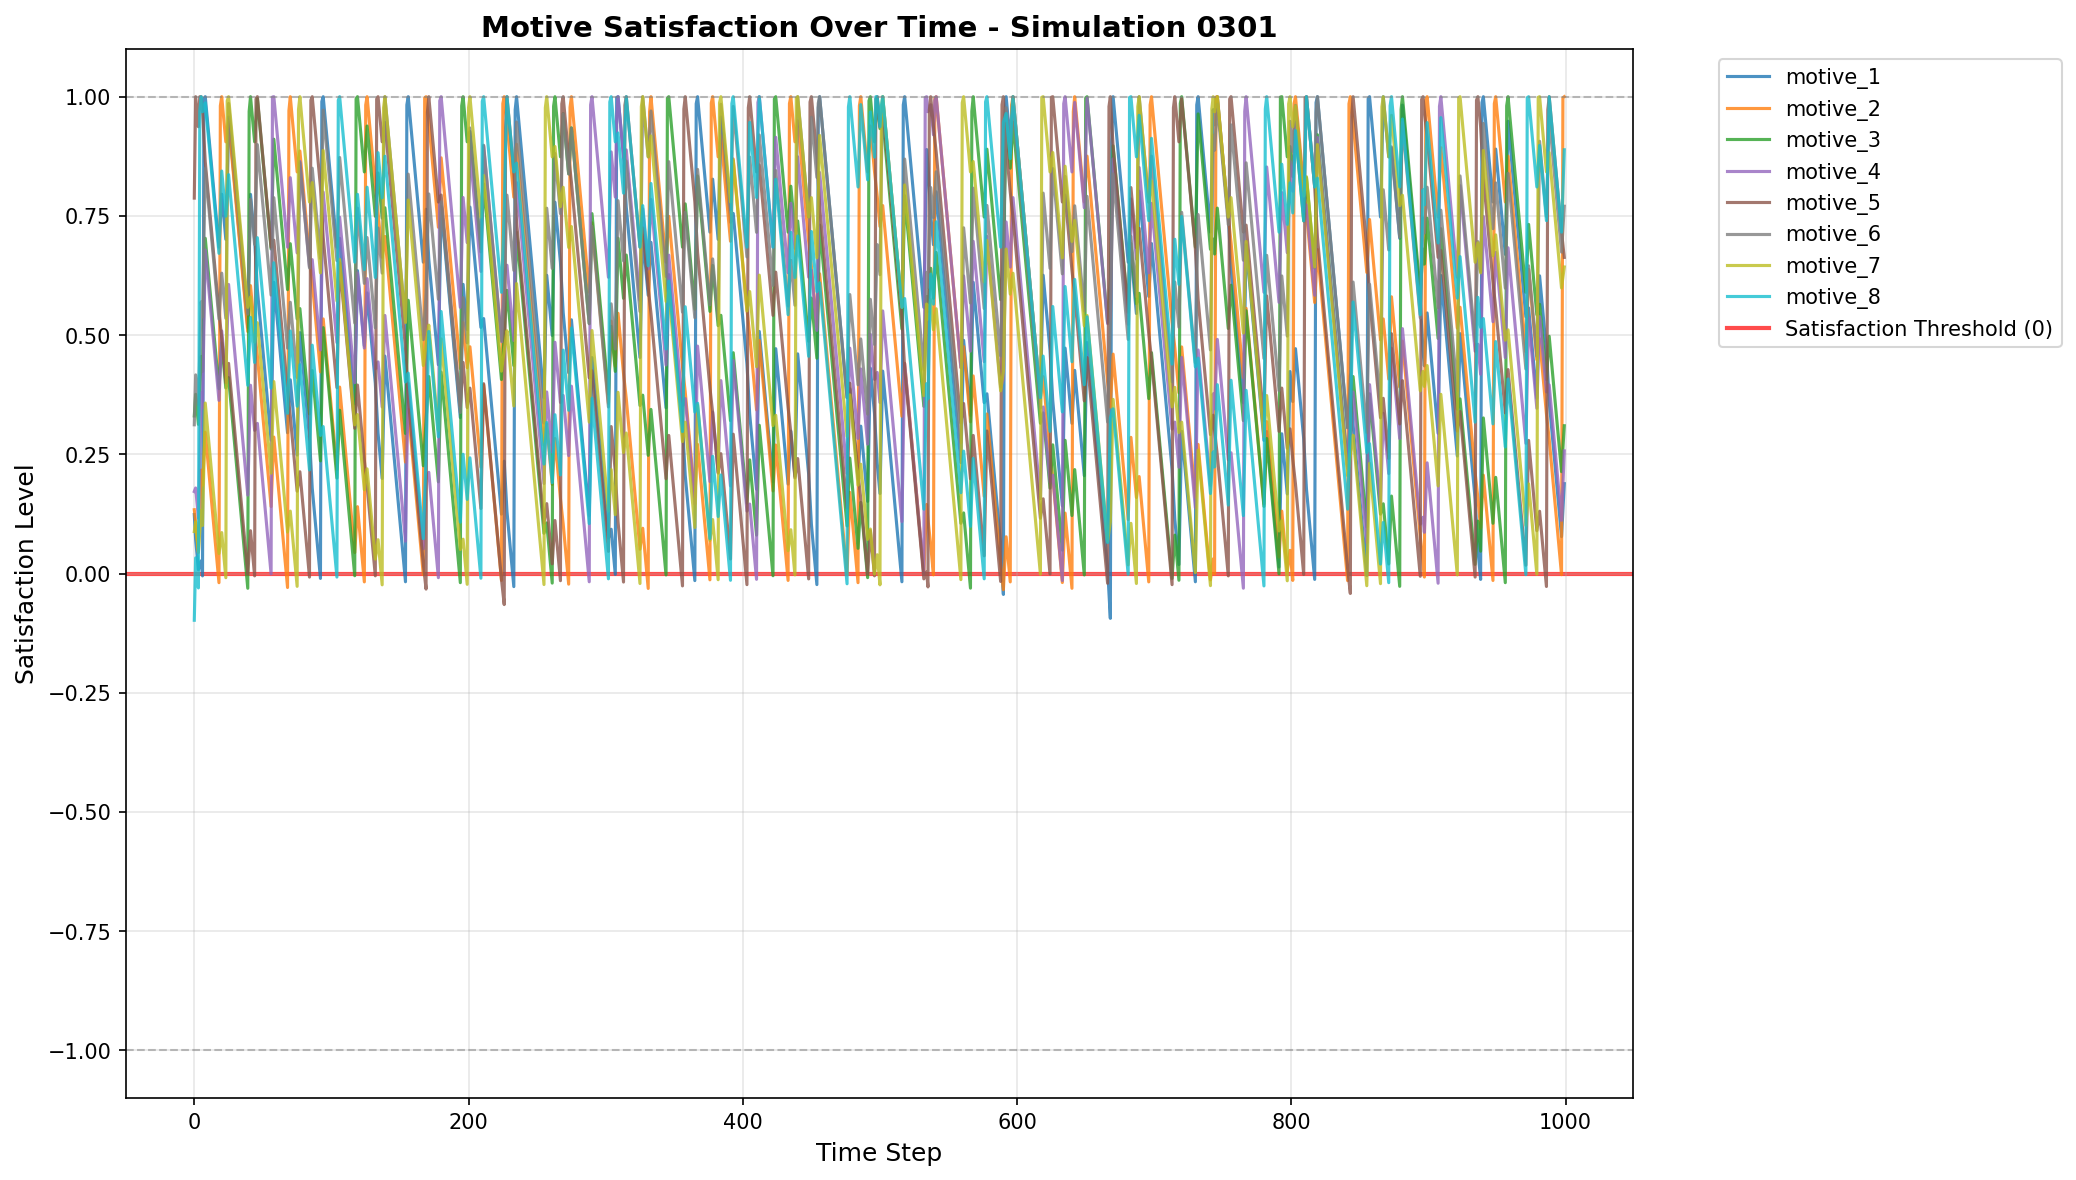 Motive Satisfaction Over Time - Simulation 0301
1.00
0.75
0.50
0.25
0.00
−0.25
−0.50
−0.75
−1.00
Satisfaction Level
0
200
400
600
800
1000
Time Step
motive_1
motive_2
motive_3
motive_4
motive_5
motive_6
motive_7
motive_8
Satisfaction Threshold (0)